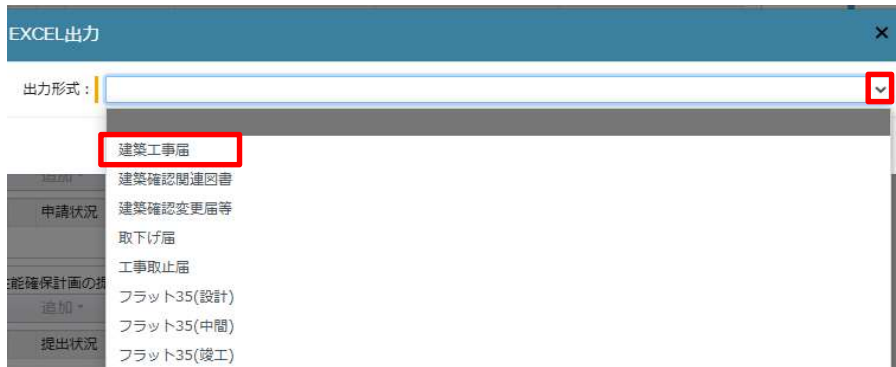 EXCEL出力
×
出力形式：
建築工事届
追加
建築確認関連図書
申請状況
建築確認変更届等
取下げ届
工事取止届
能確保計画の提
フラット35(設計)
追加
フラット35(中間)
提出状況
フラット35(竣工)